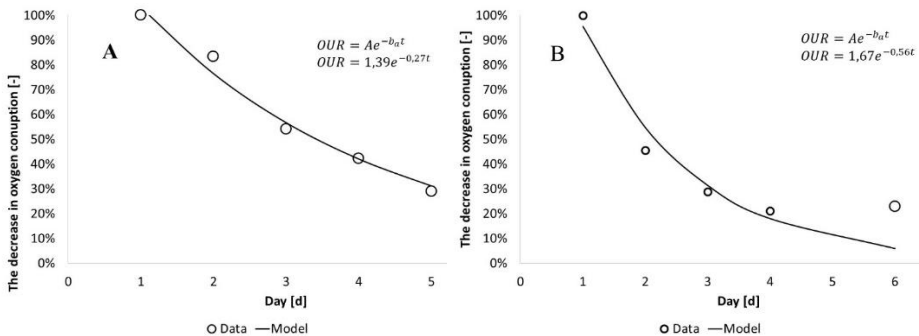 The decrease in oxygen conuption [-]
100%
90%
80%
70%
60%
50%
40%
30%
20%
10%
0%
A
OUR = Ae^{-b_a t}
OUR = 1,39e^{-0,27t}
0 1 2 3 4 5
Day [d]
Data Model
The decrease in oxygen conuption [-]
100%
90%
80%
70%
60%
50%
40%
30%
20%
10%
0%
B
OUR = Ae^{-b_a t}
OUR = 1,67e^{-0,56t}
0 1 2 3 4 5 6
Day [d]
Data Model